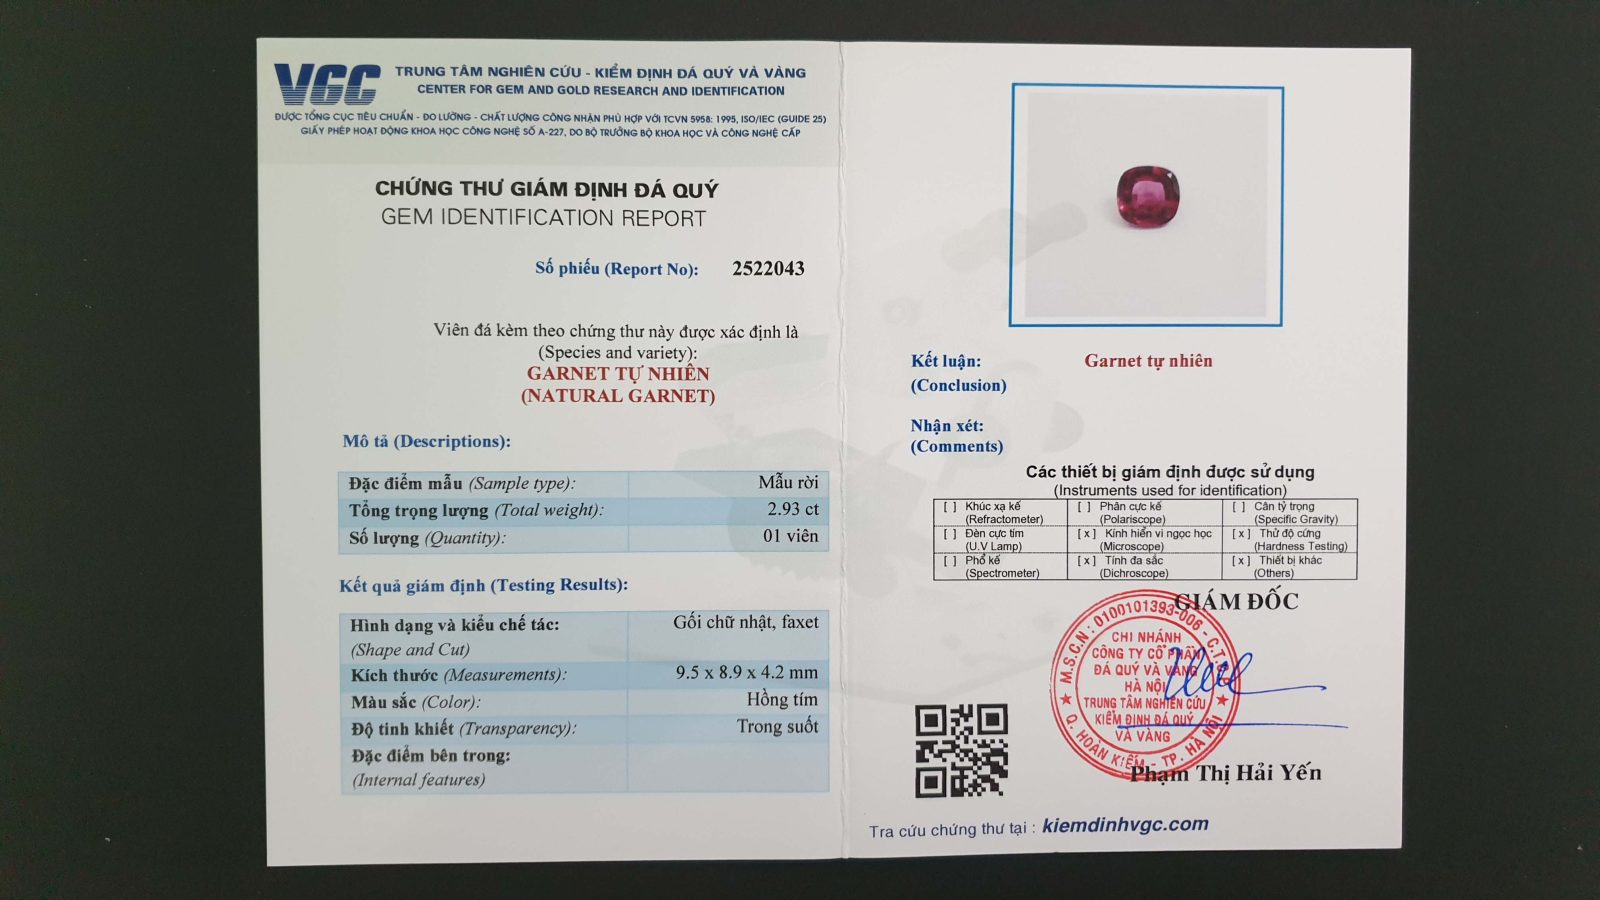 VGC
TRUNG TÂM NGHIÊN CỨU - KIỂM ĐỊNH ĐÁ QUÝ VÀ VÀNG
CENTER FOR GEM AND GOLD RESEARCH AND IDENTIFICATION
ĐƯỢC TỔNG CỤC TIÊU CHUẨN - ĐO LƯỜNG - CHẤT LƯỢNG CÔNG NHẬN PHÙ HỢP VỚI TCVN 5958: 1995, ISO/IEC (GUIDE 25)
GIẤY PHÉP HOẠT ĐỘNG KHOA HỌC CÔNG NGHỆ SỐ A-227, DO BỘ TRƯỞNG BỘ KHOA HỌC VÀ CÔNG NGHỆ CẤP
CHỨNG THƯ GIÁM ĐỊNH ĐÁ QUÝ
GEM IDENTIFICATION REPORT
Số phiếu (Report No): 2522043
Viên đá kèm theo chứng thư này được xác định là
(Species and variety):
GARNET TỰ NHIÊN
(NATURAL GARNET)
Mô tả (Descriptions):
Đặc điểm mẫu (Sample type): Mẫu rời
Tổng trọng lượng (Total weight): 2.93 ct
Số lượng (Quantity): 01 viên
Kết quả giám định (Testing Results):
Hình dạng và kiểu chế tác: Gối chữ nhật, faxet
(Shape and Cut)
Kích thước (Measurements): 9.5 x 8.9 x 4.2 mm
Màu sắc (Color): Hồng tím
Độ tinh khiết (Transparency): Trong suốt
Đặc điểm bên trong:
(Internal features)
Kết luận: Garnet tự nhiên
(Conclusion)
Nhận xét:
(Comments)
Các thiết bị giám định được sử dụng
(Instruments used for identification)
[ ] Khúc xạ kế [ ] Phân cực kế [ ] Cân tỷ trọng
(Refractometer) (Polariscope) (Specific Gravity)
[ ] Đèn cực tím [x] Kính hiển vi ngọc học [x] Thử độ cứng
(U.V Lamp) (Microscope) (Hardness Testing)
[ ] Phổ kế [x] Tính đa sắc [x] Thiết bị khác
(Spectrometer) (Dichroscope) (Others)
GIÁM ĐỐC
M.S.C.N: 0100101393-006 - C.T.C.P
CHI NHÁNH
CÔNG TY CỔ PHẦN
ĐÁ QUÝ VÀ VÀNG
HÀ NỘI
TRUNG TÂM NGHIÊN CỨU
KIỂM ĐỊNH ĐÁ QUÝ
VÀ VÀNG
Q. HOÀN KIẾM - TP. HÀ NỘI
Phạm Thị Hải Yến
Tra cứu chứng thư tại : kiemdinhvgc.com